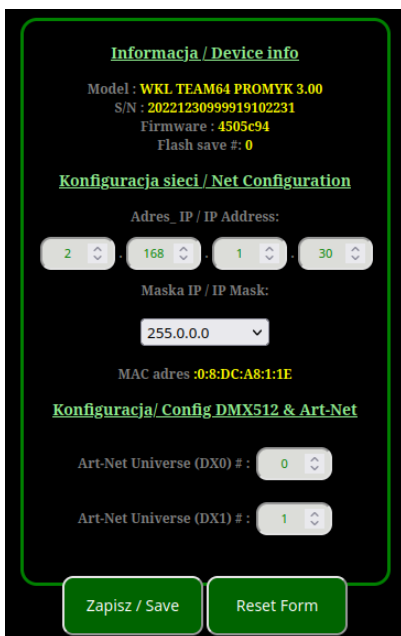 Informacja / Device info
Model : WKL TEAM64 PROMYK 3.00
S/N : 20221230999919102231
Firmware : 4505c94
Flash save #: 0
Konfiguracja sieci / Net Configuration
Adres_ IP / IP Address:
2 . 168 . 1 . 30
Maska IP / IP Mask:
255.0.0.0
MAC adres :0:8:DC:A8:1:1E
Konfiguracja/ Config DMX512 & Art-Net
Art-Net Universe (DX0) # : 0
Art-Net Universe (DX1) # : 1
Zapisz / Save Reset Form